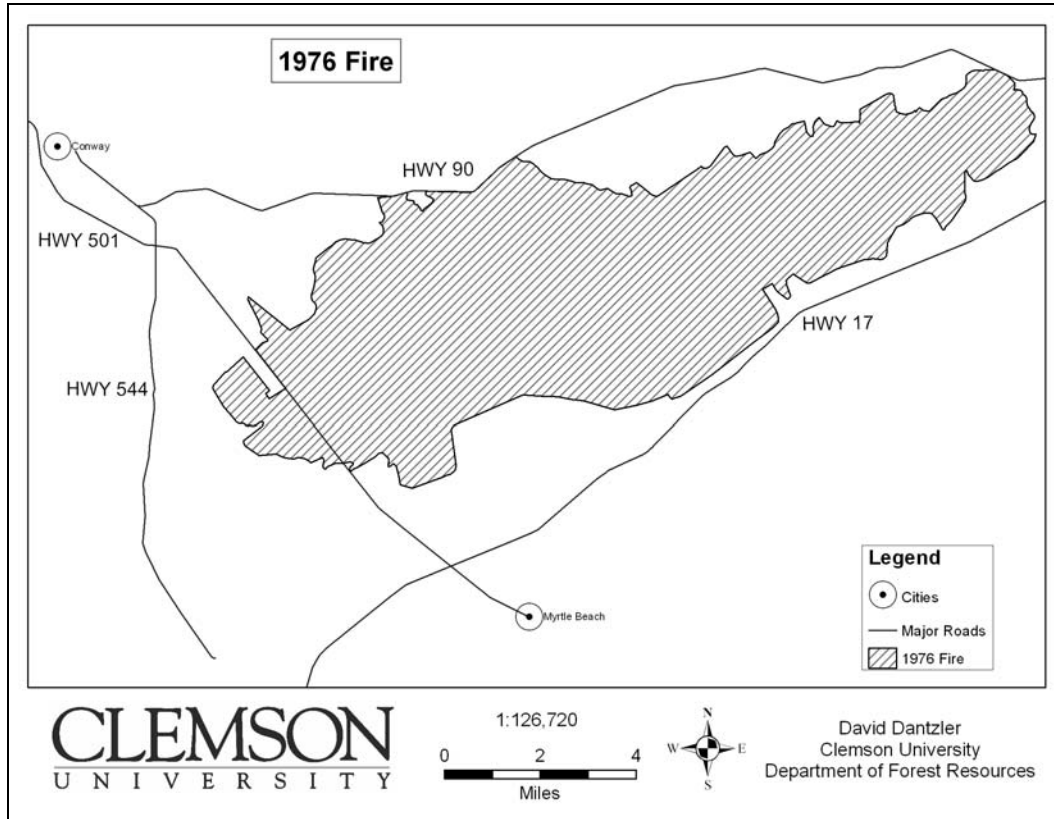 1976 Fire
Conway
HWY 90
HWY 501
HWY 17
HWY 544
Myrtle Beach
Legend
Cities
Major Roads
1976 Fire
CLEMSON
UNIVERSITY
1:126,720
0 2 4
Miles
N
W E
S
David Dantzler
Clemson University
Department of Forest Resources